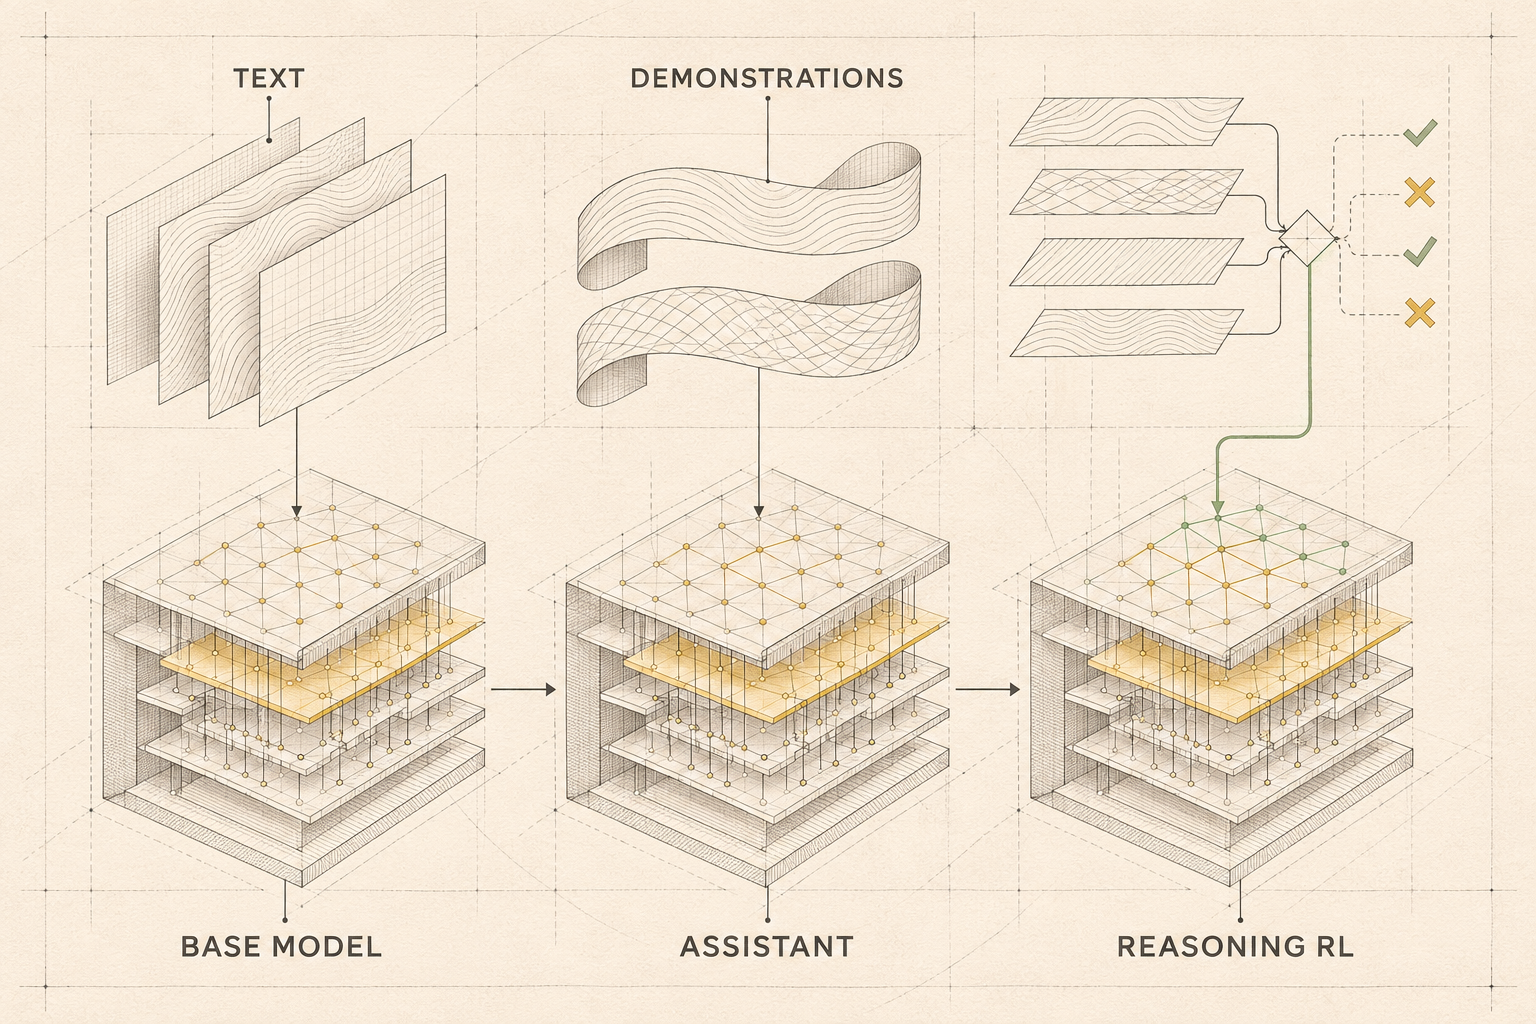 TEXT
DEMONSTRATIONS
BASE MODEL
ASSISTANT
REASONING RL